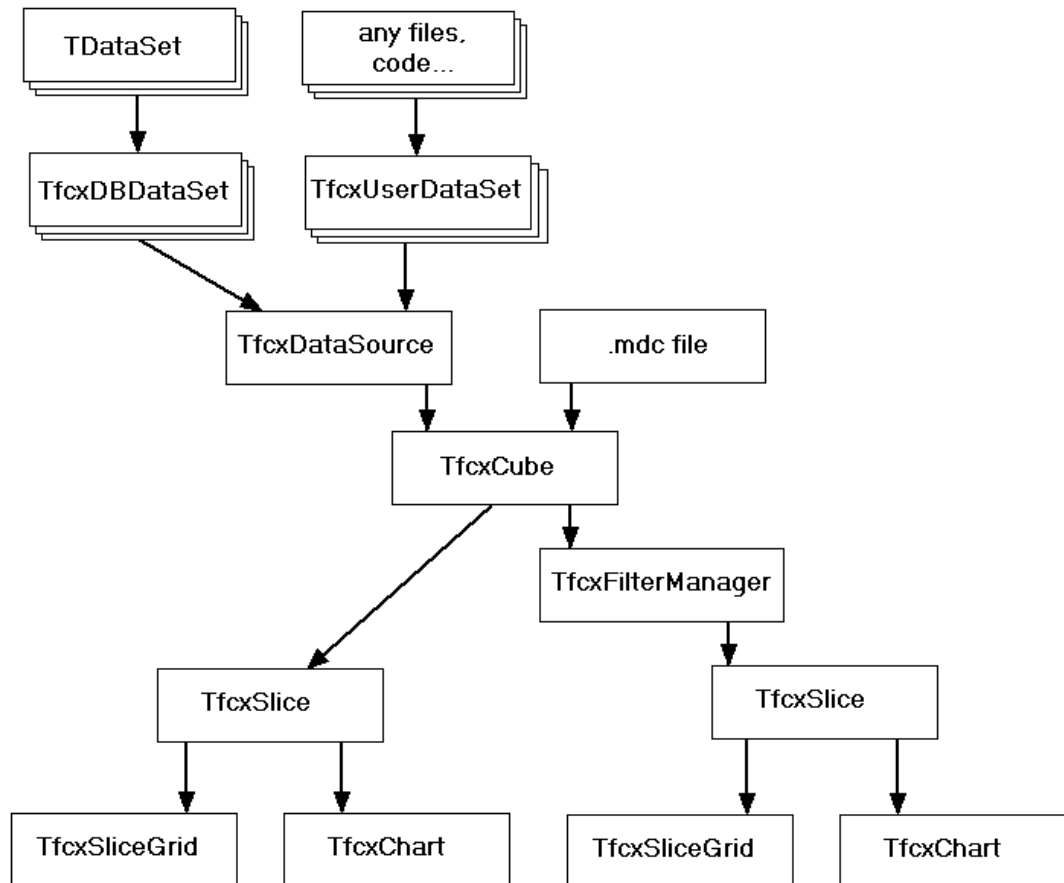 TDataSet
any files,
code...
TfcxDBDataSet
TfcxUserDataSet
TfcxDataSource
.mdc file
TfcxCube
TfcxFilterManager
TfcxSlice
TfcxSlice
TfcxSliceGrid
TfcxChart
TfcxSliceGrid
TfcxChart